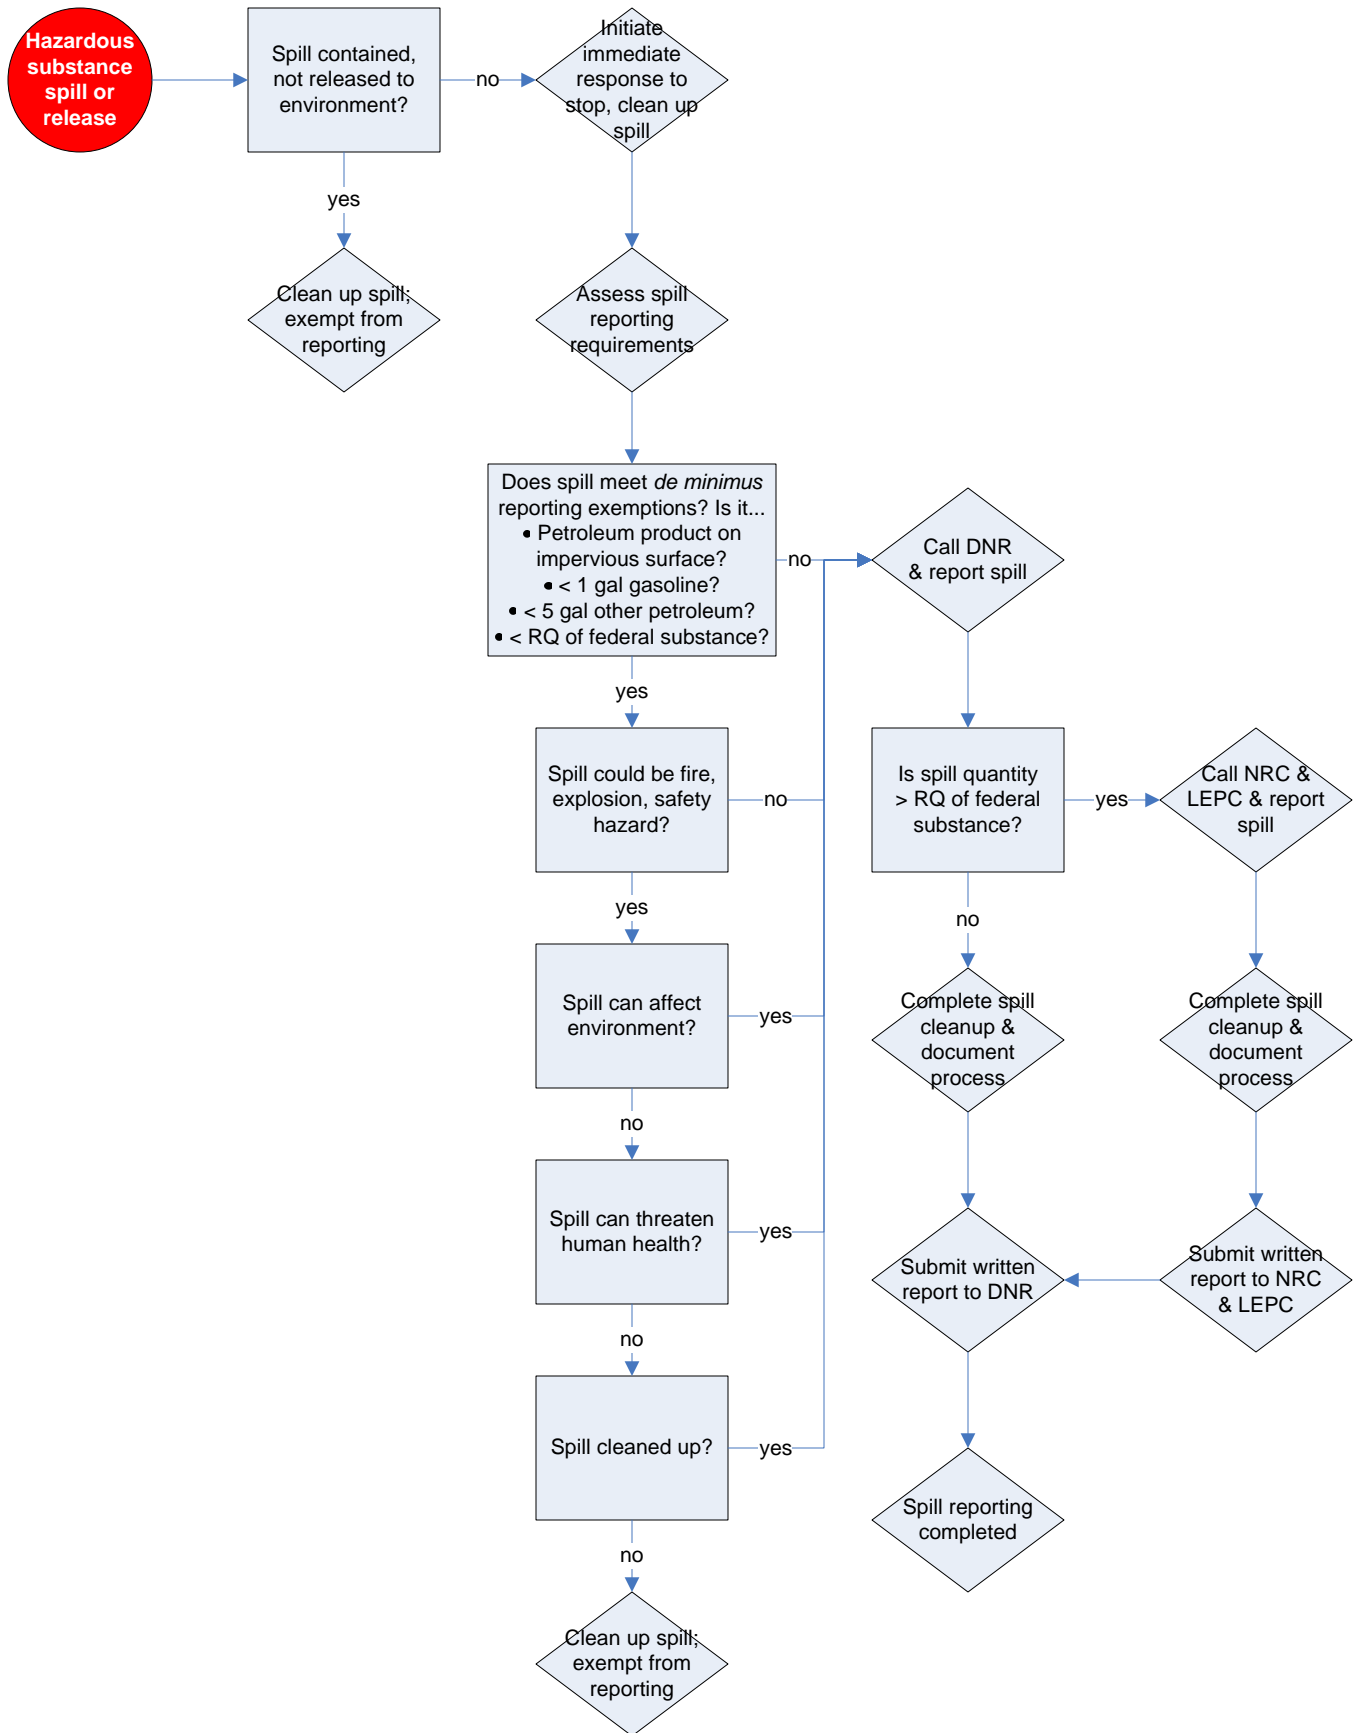 Hazardous
substance
spill or
release
Spill contained,
not released to
environment?
no
Initiate
immediate
response to
stop, clean up
spill
yes
Clean up spill;
exempt from
reporting
Assess spill
reporting
requirements
Does spill meet de minimus
reporting exemptions? Is it...
• Petroleum product on
impervious surface?
• < 1 gal gasoline?
• < 5 gal other petroleum?
• < RQ of federal substance?
no
Call DNR
& report spill
yes
Spill could be fire,
explosion, safety
hazard?
no
Is spill quantity
> RQ of federal
substance?
yes
Call NRC &
LEPC & report
spill
yes
no
Spill can affect
environment?
yes
Complete spill
cleanup &
document
process
Complete spill
cleanup &
document
process
no
Spill can threaten
human health?
yes
Submit written
report to DNR
Submit written
report to NRC
& LEPC
no
Spill cleaned up?
yes
Spill reporting
completed
no
Clean up spill;
exempt from
reporting